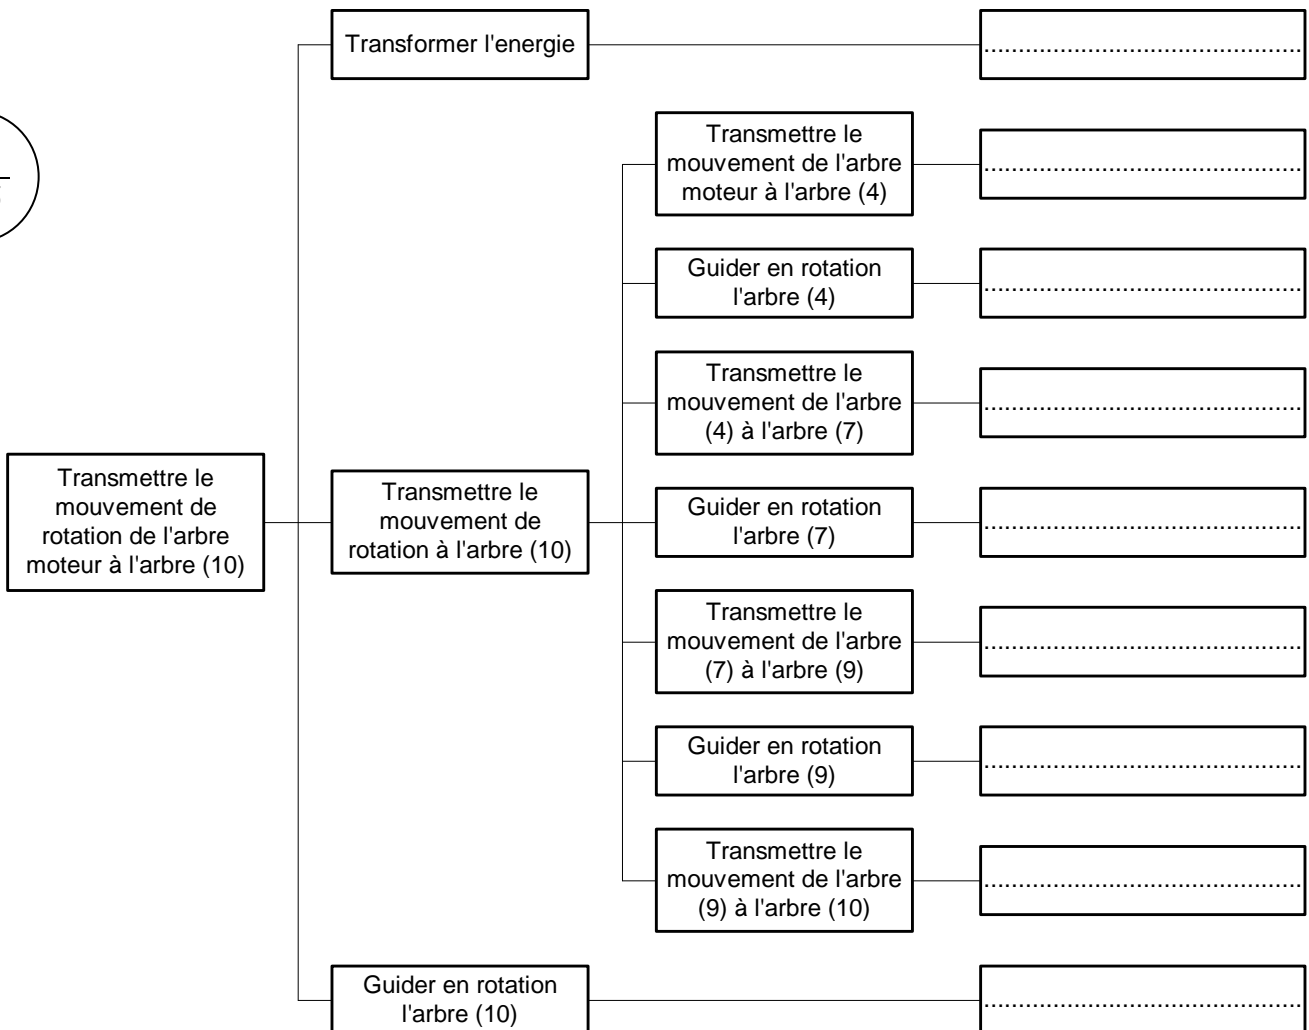 Transformer l'energie
............................................
Transmettre le
mouvement de l'arbre
moteur à l'arbre (4)
............................................
Guider en rotation
l'arbre (4)
............................................
Transmettre le
mouvement de l'arbre
(4) à l'arbre (7)
............................................
Transmettre le
mouvement de
rotation de l'arbre
moteur à l'arbre (10)
Transmettre le
mouvement de
rotation à l'arbre (10)
Guider en rotation
l'arbre (7)
............................................
Transmettre le
mouvement de l'arbre
(7) à l'arbre (9)
............................................
Guider en rotation
l'arbre (9)
............................................
Transmettre le
mouvement de l'arbre
(9) à l'arbre (10)
............................................
Guider en rotation
l'arbre (10)
............................................